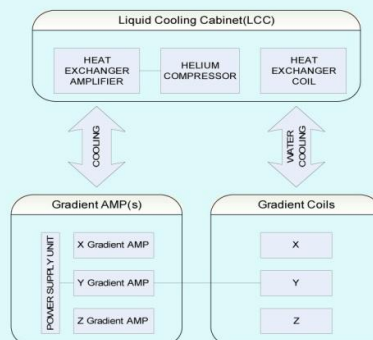 Liquid Cooling Cabinet(LCC)
HEAT
EXCHANGER
AMPLIFIER
HELIUM
COMPRESSOR
HEAT
EXCHANGER
COIL
COOLING
WATER
COOLING
Gradient AMP(s)
POWER SUPPLY UNIT
X Gradient AMP
Y Gradient AMP
Z Gradient AMP
Gradient Coils
X
Y
Z